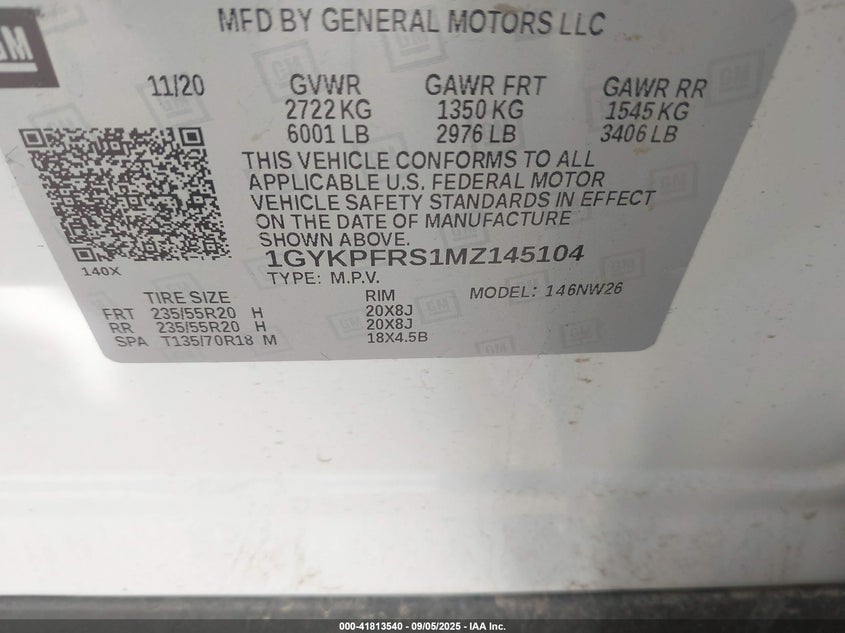 MFD BY GENERAL MOTORS LLC
GM
11/20 GVWR GAWR FRT GAWR RR
2722 KG 1350 KG 1545 KG
6001 LB 2976 LB 3406 LB
THIS VEHICLE CONFORMS TO ALL
APPLICABLE U.S. FEDERAL MOTOR
VEHICLE SAFETY STANDARDS IN EFFECT
ON THE DATE OF MANUFACTURE
SHOWN ABOVE.
140X
1GYKPFRS1MZ145104
TYPE: M.P.V. MODEL: 146NW26
TIRE SIZE RIM
FRT 235/55R20 H 20X8J
RR 235/55R20 H 20X8J
SPA T135/70R18 M 18X4.5B
000-41813540 - 09/05/2025 - IAA Inc.